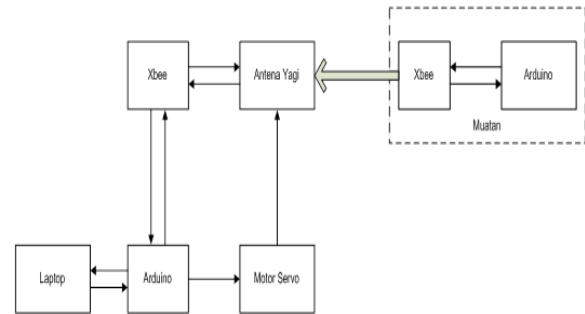 Xbee
Antena Yagi
Xbee
Arduino
Muatan
Laptop
Arduino
Motor Servo